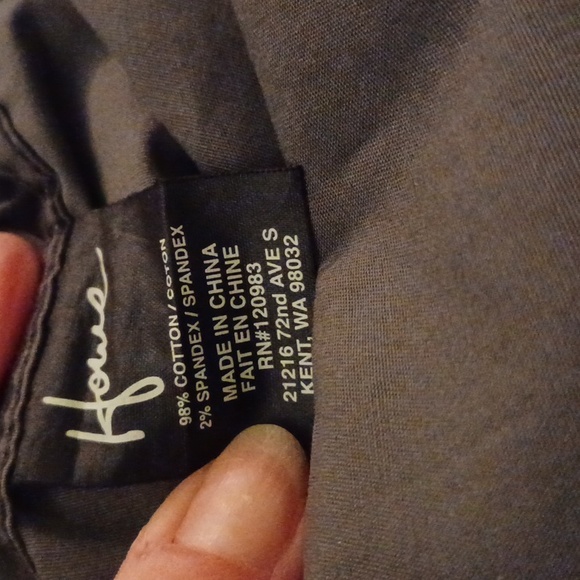 Howe
98% COTTON / COTON
2% SPANDEX / SPANDEX
MADE IN CHINA
FAIT EN CHINE
RN#120983
21216 72nd AVE S
KENT, WA 98032